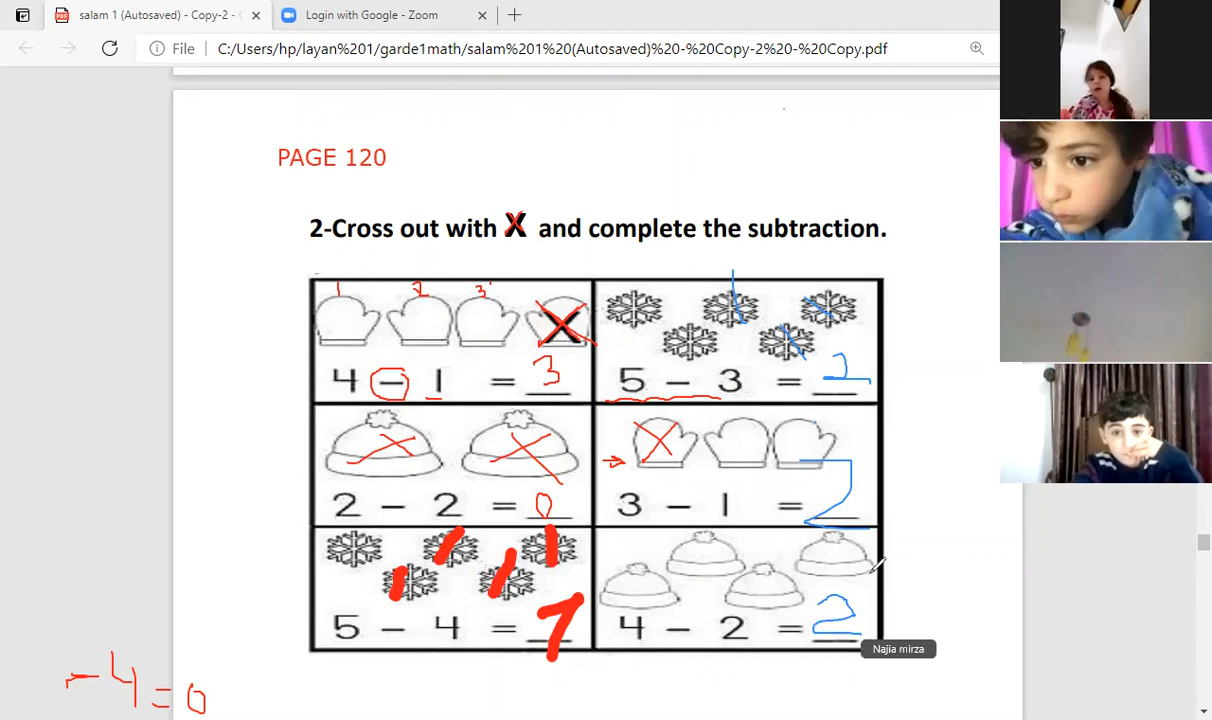 salam 1 (Autosaved) - Copy-2 -
Login with Google - Zoom
File C:/Users/hp/layan%201/garde1math/salam%201%20(Autosaved)%20-%20Copy-2%20-%20Copy.pdf
PAGE 120
2-Cross out with X and complete the subtraction.
1 2 3
4 - 1 = 3
5 - 3 = 2
2 - 2 = 0
3 - 1 = 2
5 - 4 = 1
4 - 2 = 2
Najia mirza
- 4 = 0